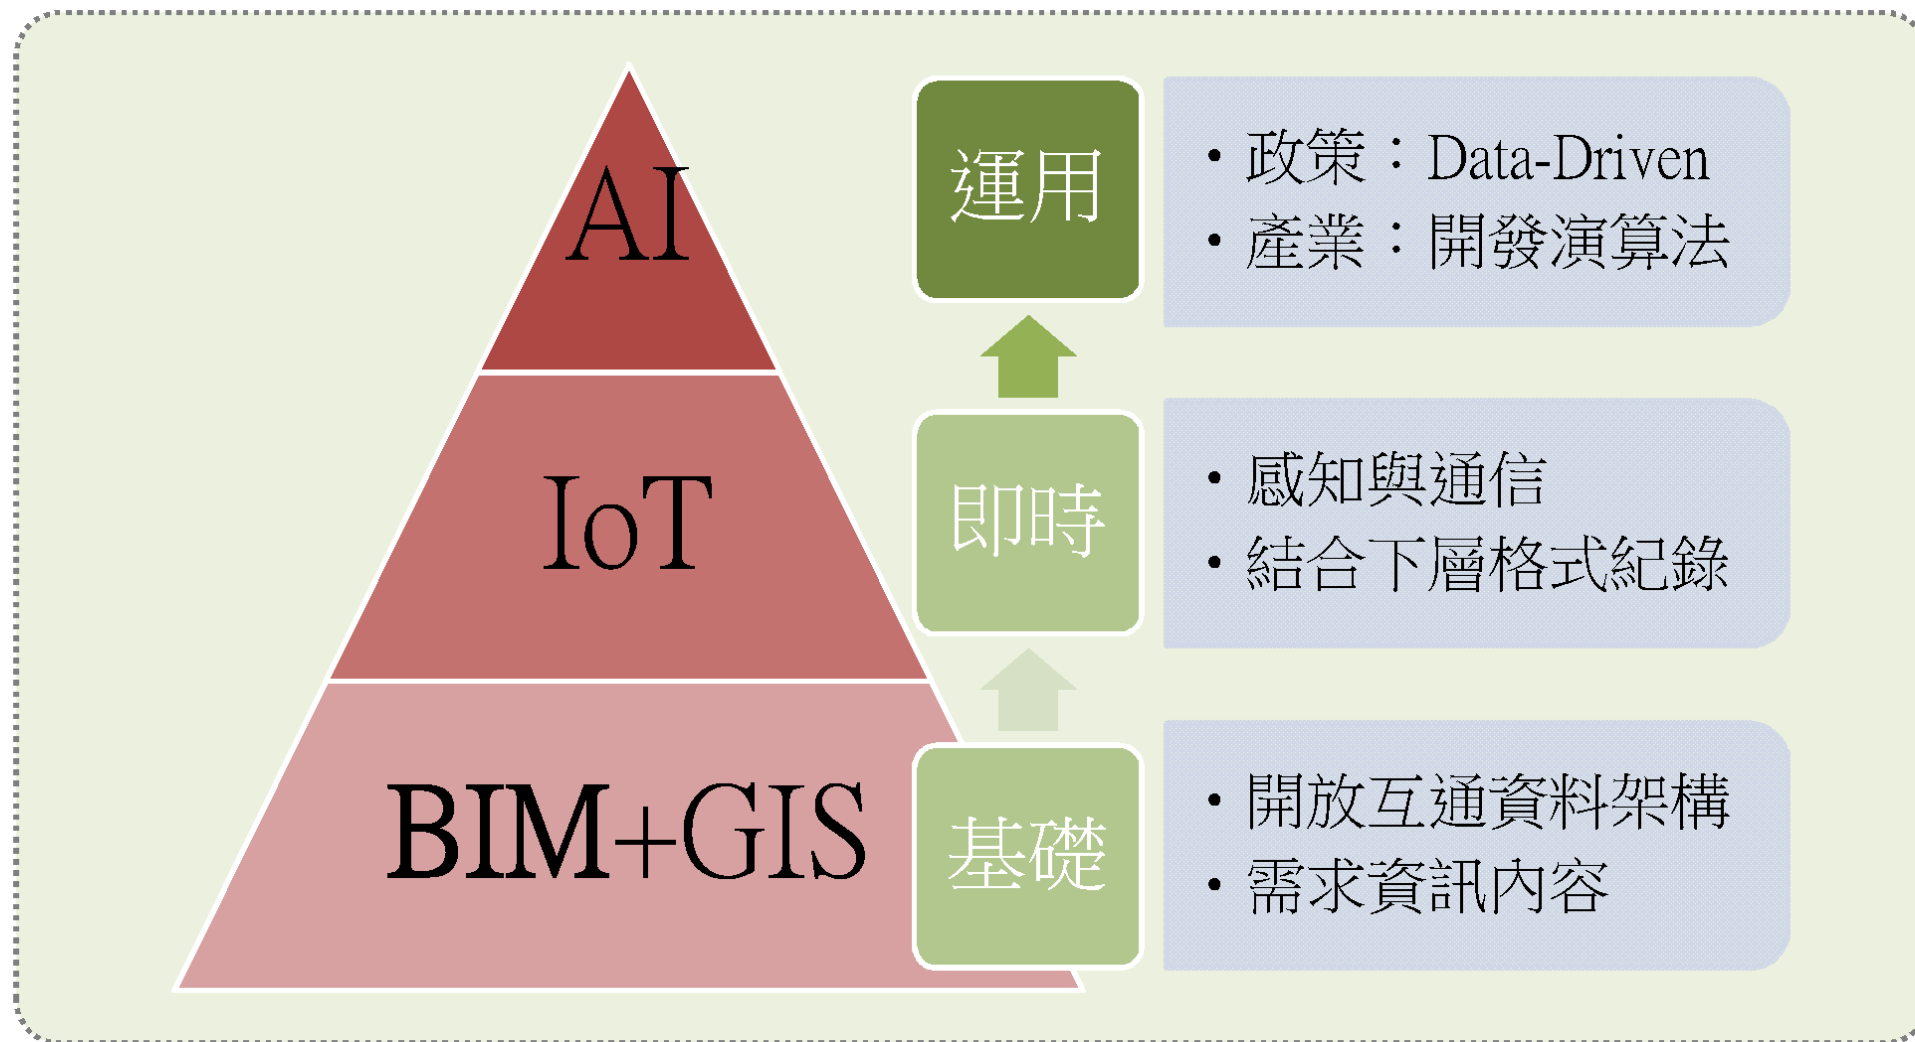 AI
運用
• 政策：Data-Driven
• 產業：開發演算法
IoT
即時
• 感知與通信
• 結合下層格式紀錄
BIM+GIS
基礎
• 開放互通資料架構
• 需求資訊內容